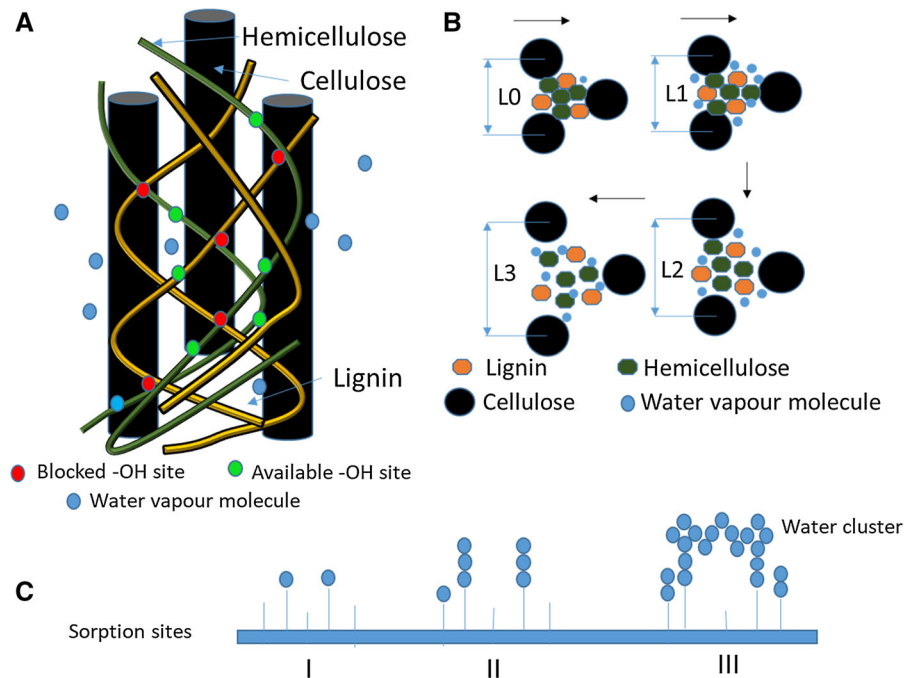 A
Hemicellulose
Cellulose
Lignin
Blocked -OH site
Available -OH site
Water vapour molecule
B
L0
L1
L3
L2
Lignin
Hemicellulose
Cellulose
Water vapour molecule
C
Water cluster
Sorption sites
I
II
III